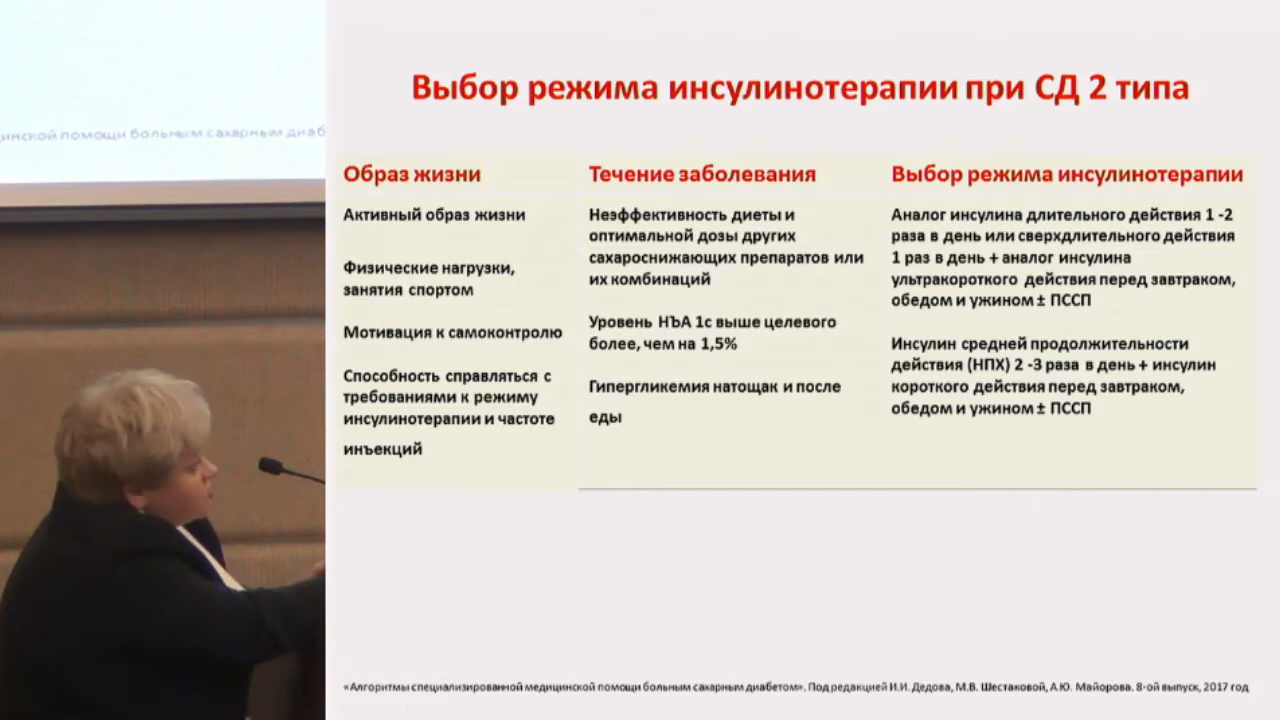 Выбор режима инсулинотерапии при СД 2 типа
инской помощи больным сахарным диаб
Образ жизни
Активный образ жизни
Физические нагрузки,
занятия спортом
Мотивация к самоконтролю
Способность справляться с
требованиями к режиму
инсулинотерапии и частоте
инъекций
Течение заболевания
Неэффективность диеты и
оптимальной дозы других
сахароснижающих препаратов или
их комбинаций
Уровень НЪА 1с выше целевого
более, чем на 1,5%
Гипергликемия натощак и после
еды
Выбор режима инсулинотерапии
Аналог инсулина длительного действия 1 -2
раза в день или сверхдлительного действия
1 раз в день + аналог инсулина
ультракороткого действия перед завтраком,
обедом и ужином ± ПССП
Инсулин средней продолжительности
действия (НПХ) 2 -3 раза в день + инсулин
короткого действия перед завтраком,
обедом и ужином ± ПССП
«Алгоритмы специализированной медицинской помощи больным сахарным диабетом». Под редакцией И.И. Дедова, М.В. Шестаковой, А.Ю. Майорова. 8-ой выпуск, 2017 год